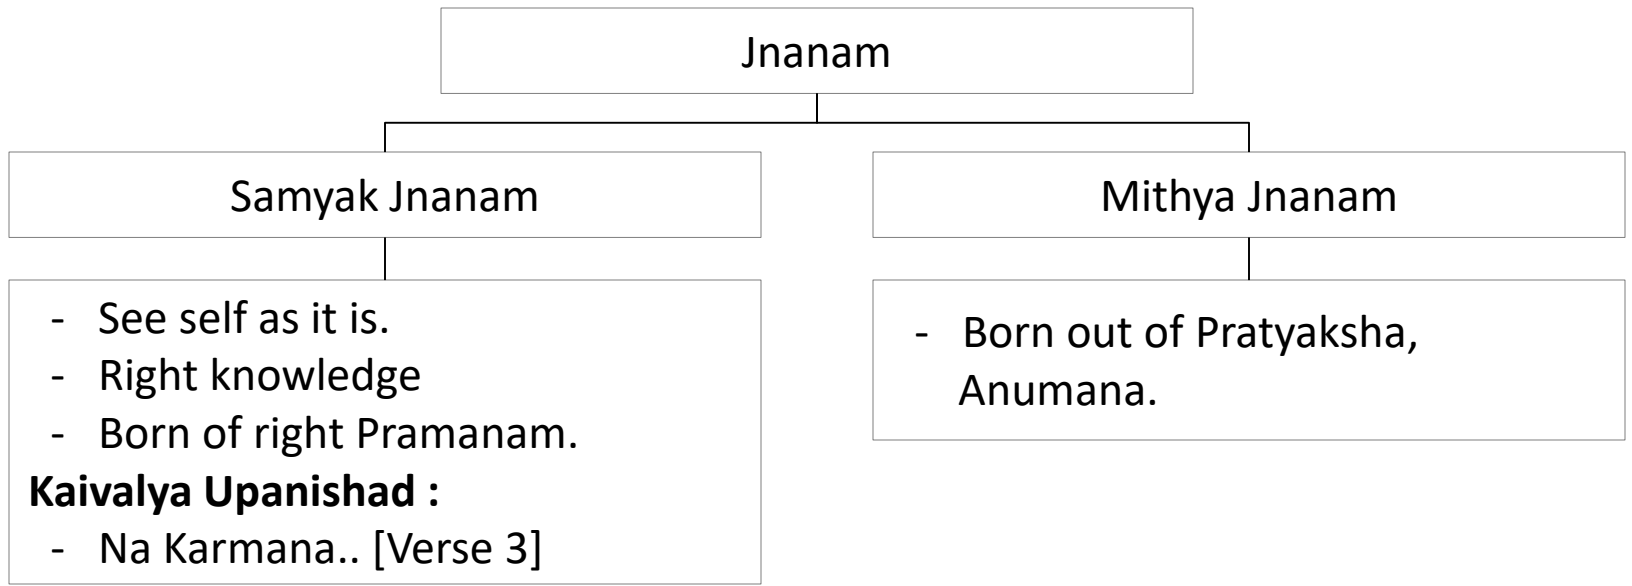 Jnanam
Samyak Jnanam
Mithya Jnanam
- See self as it is.
- Right knowledge
- Born of right Pramanam.
Kaivalya Upanishad :
- Na Karmana.. [Verse 3]
- Born out of Pratyaksha,
Anumana.